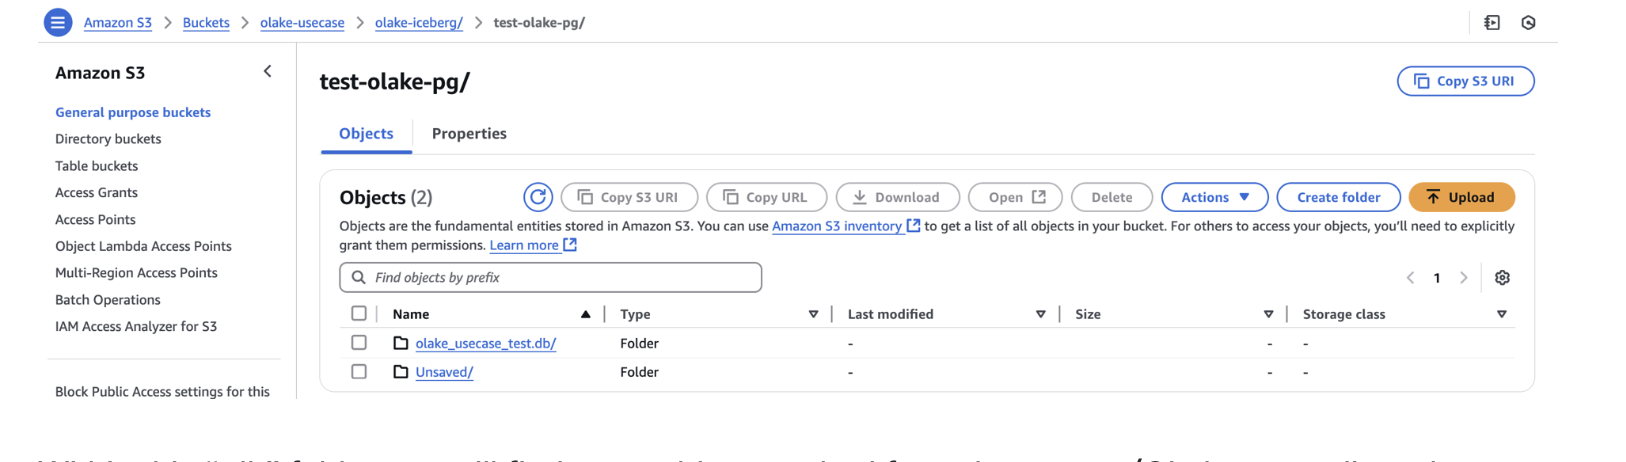 Amazon S3 > Buckets > olake-usecase > olake-iceberg/ > test-olake-pg/
Amazon S3
General purpose buckets
Directory buckets
Table buckets
Access Grants
Access Points
Object Lambda Access Points
Multi-Region Access Points
Batch Operations
IAM Access Analyzer for S3
Block Public Access settings for this
test-olake-pg/
Copy S3 URI
Objects Properties
Objects (2) Copy S3 URI Copy URL Download Open Delete Actions Create folder Upload
Objects are the fundamental entities stored in Amazon S3. You can use Amazon S3 inventory to get a list of all objects in your bucket. For others to access your objects, you'll need to explicitly
grant them permissions. Learn more
Find objects by prefix
< 1 >
Name Type Last modified Size Storage class
olake_usecase_test.db/ Folder - - -
Unsaved/ Folder - - -